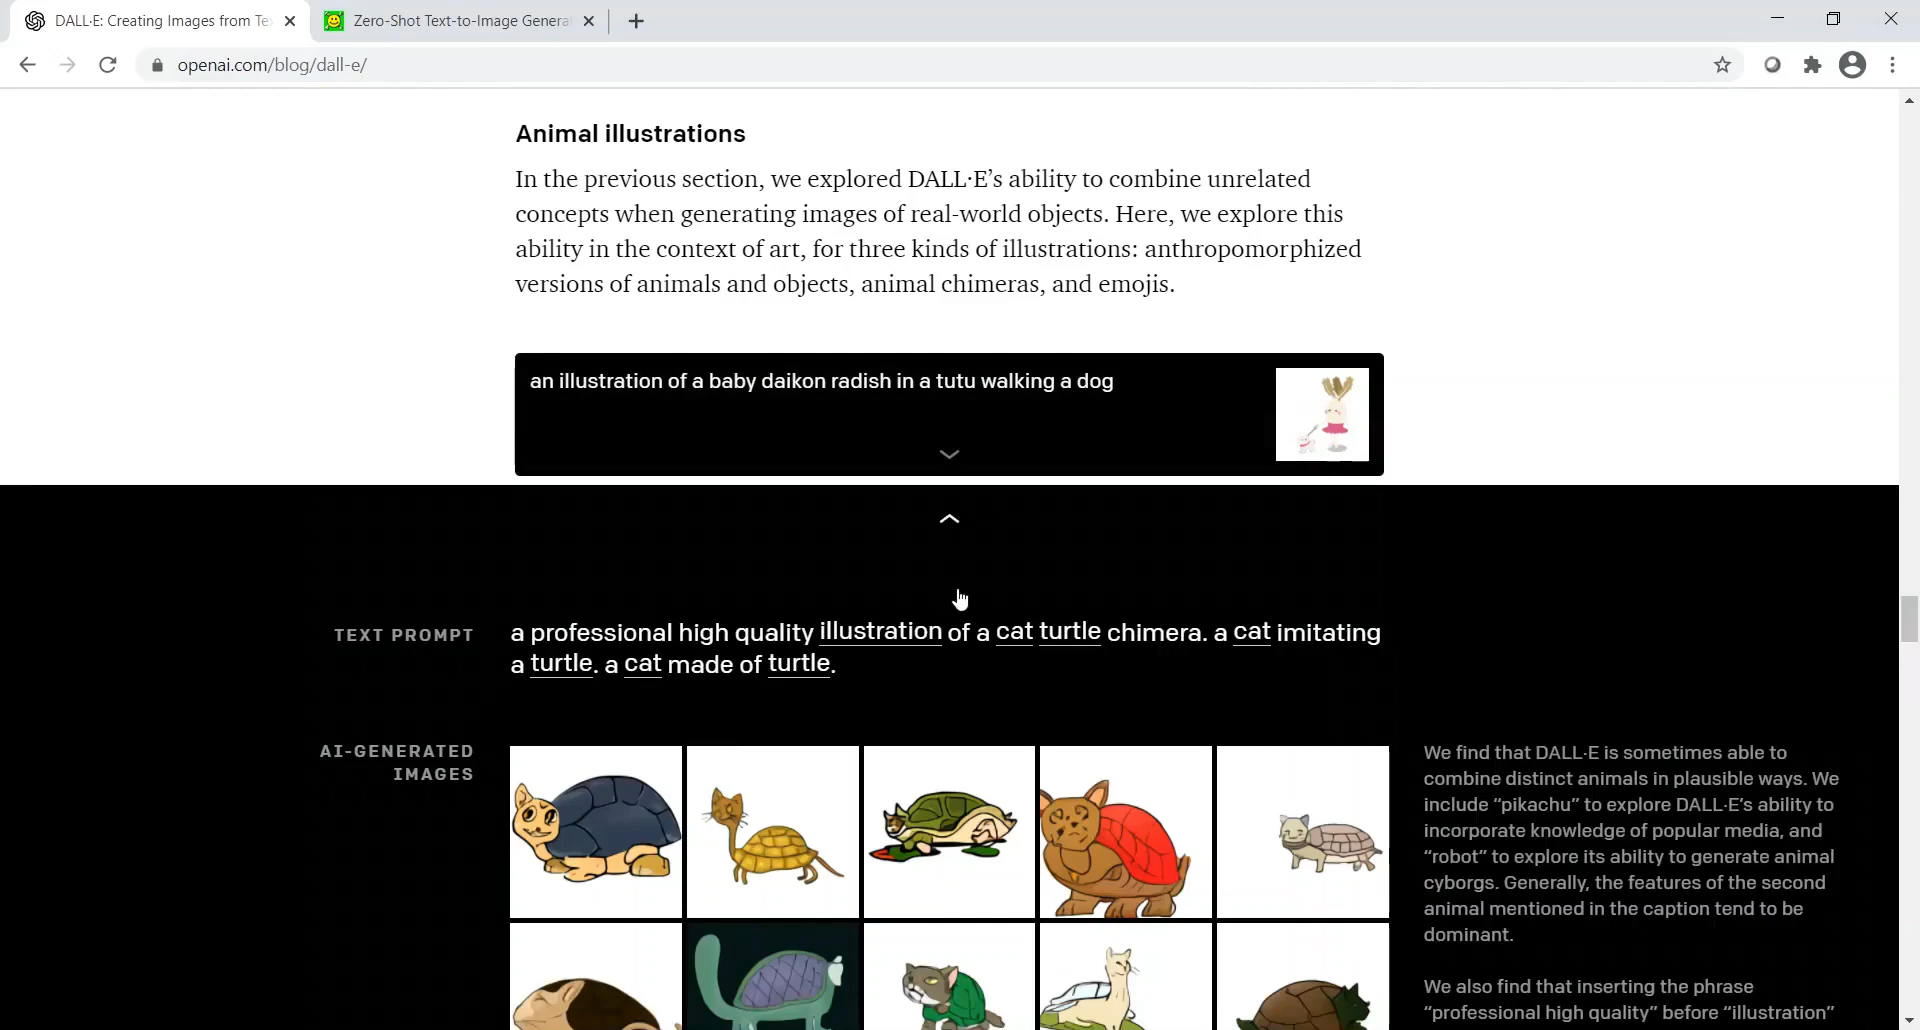 DALL·E: Creating Images from Te
Zero-Shot Text-to-Image Genera
openai.com/blog/dall-e/
Animal illustrations
In the previous section, we explored DALL·E’s ability to combine unrelated
concepts when generating images of real-world objects. Here, we explore this
ability in the context of art, for three kinds of illustrations: anthropomorphized
versions of animals and objects, animal chimeras, and emojis.
an illustration of a baby daikon radish in a tutu walking a dog
TEXT PROMPT
a professional high quality illustration of a cat turtle chimera. a cat imitating
a turtle. a cat made of turtle.
AI-GENERATED
IMAGES
We find that DALL·E is sometimes able to
combine distinct animals in plausible ways. We
include “pikachu” to explore DALL·E’s ability to
incorporate knowledge of popular media, and
“robot” to explore its ability to generate animal
cyborgs. Generally, the features of the second
animal mentioned in the caption tend to be
dominant.
We also find that inserting the phrase
“professional high quality” before “illustration”